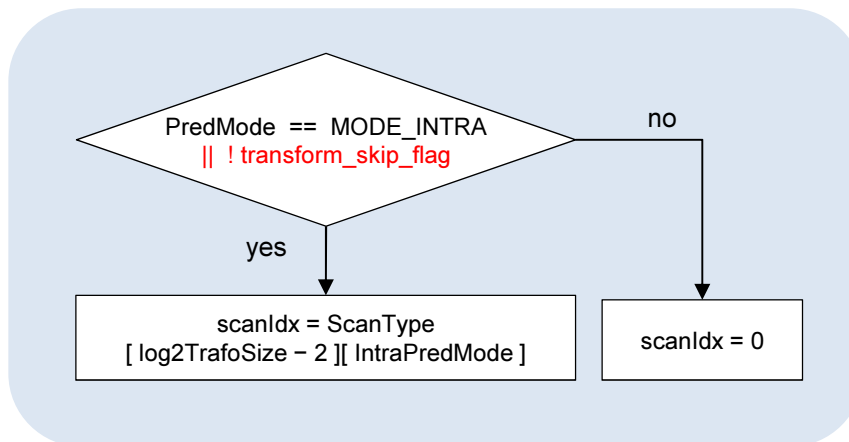 PredMode == MODE_INTRA
|| ! transform_skip_flag
no
yes
scanIdx = ScanType
[ log2TrafoSize − 2 ][ IntraPredMode ]
scanIdx = 0